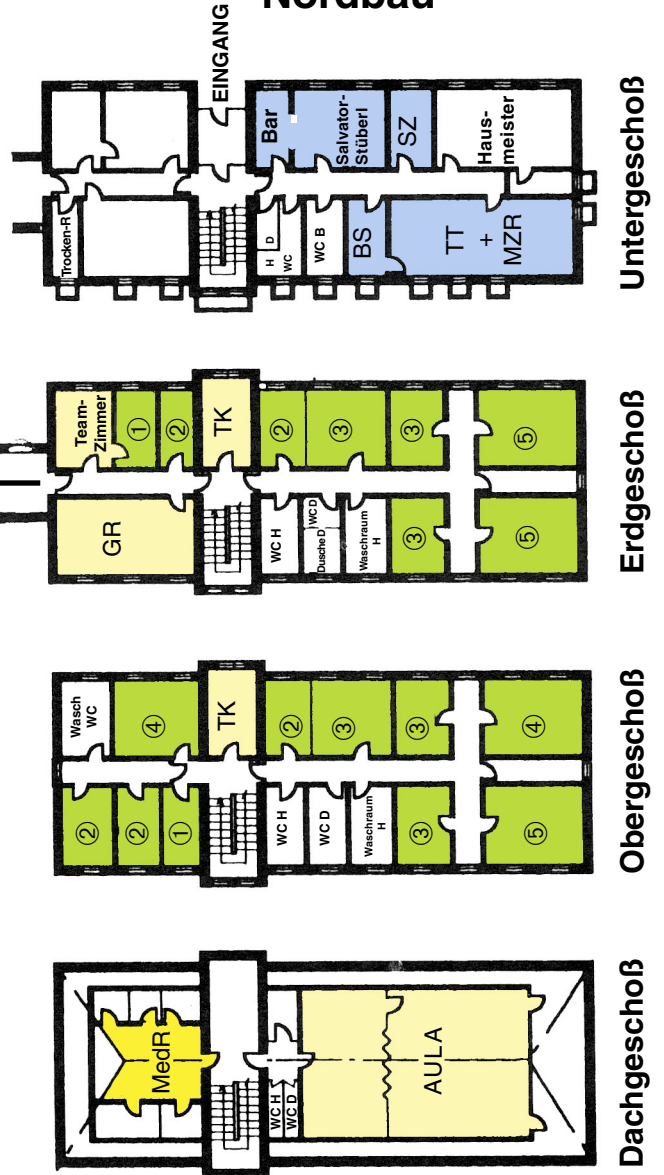 Nordbau
EINGANG
Bar
Salvator-
Stüberl
SZ
Haus-
meister
Trocken-R
H
D
WC
WC B
BS
TT
+
MZR
Untergeschoß
Team-
Zimmer
①
②
TK
②
③
③
⑤
GR
WC H
Dusche D
WC D
Waschraum
H
③
⑤
Erdgeschoß
Wasch
WC
④
TK
②
③
③
④
②
②
①
WC H
WC D
Waschraum
H
③
⑤
Obergeschoß
MedR
WC H
WC D
AULA
Dachgeschoß